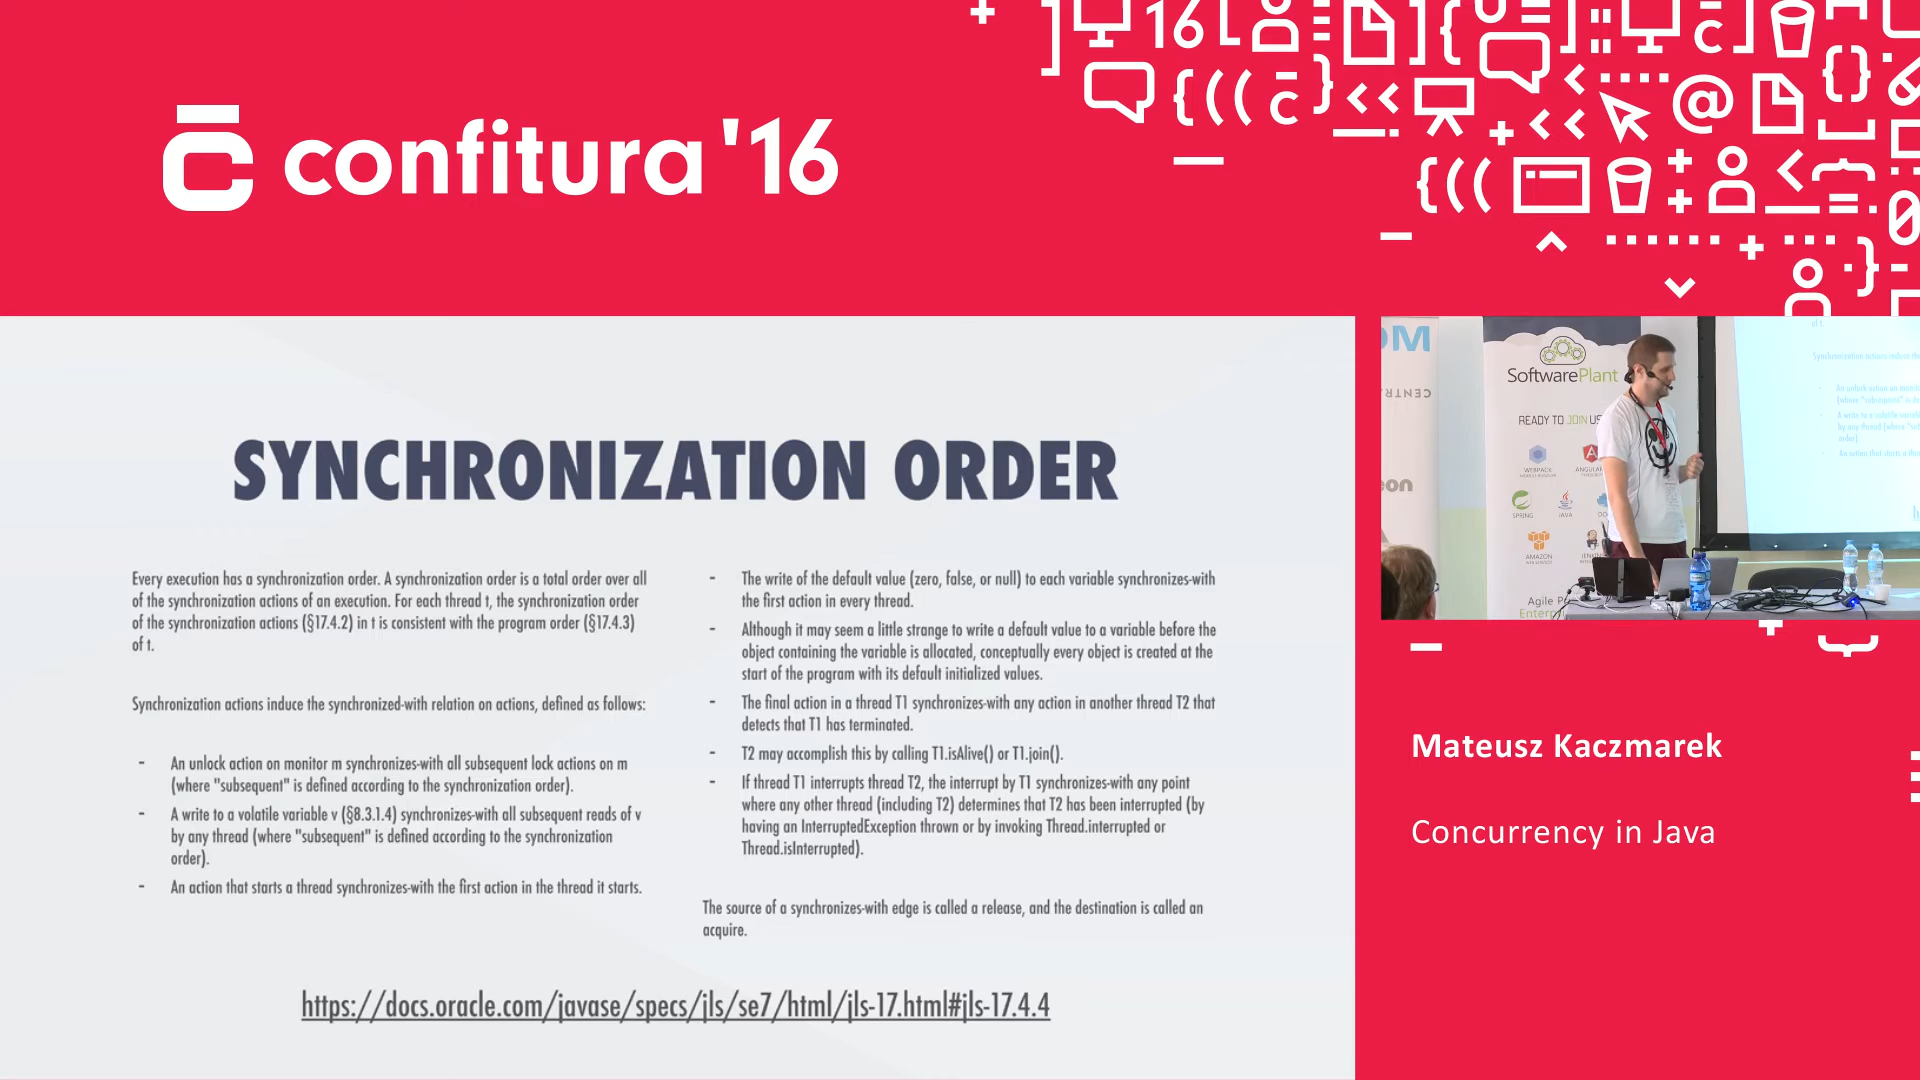 confitura '16
SYNCHRONIZATION ORDER
Every execution has a synchronization order. A synchronization order is a total order over all
of the synchronization actions of an execution. For each thread t, the synchronization order
of the synchronization actions (§17.4.2) in t is consistent with the program order (§17.4.3)
of t.
Synchronization actions induce the synchronized-with relation on actions, defined as follows:
- An unlock action on monitor m synchronizes-with all subsequent lock actions on m
(where "subsequent" is defined according to the synchronization order).
- A write to a volatile variable v (§8.3.1.4) synchronizes-with all subsequent reads of v
by any thread (where "subsequent" is defined according to the synchronization
order).
- An action that starts a thread synchronizes-with the first action in the thread it starts.
- The write of the default value (zero, false, or null) to each variable synchronizes-with
the first action in every thread.
- Although it may seem a little strange to write a default value to a variable before the
object containing the variable is allocated, conceptually every object is created at the
start of the program with its default initialized values.
- The final action in a thread T1 synchronizes-with any action in another thread T2 that
detects that T1 has terminated.
- T2 may accomplish this by calling T1.isAlive() or T1.join().
- If thread T1 interrupts thread T2, the interrupt by T1 synchronizes-with any point
where any other thread (including T2) determines that T2 has been interrupted (by
having an InterruptedException thrown or by invoking Thread.interrupted or
Thread.isInterrupted).
The source of a synchronizes-with edge is called a release, and the destination is called an
acquire.
https://docs.oracle.com/javase/specs/jls/se7/html/jls-17.html#jls-17.4.4
SoftwarePlant
READY TO JOIN US
WEBPACK
ANGULAR
SPRING
JAVA
AMAZON
Agile
Mateusz Kaczmarek
Concurrency in Java